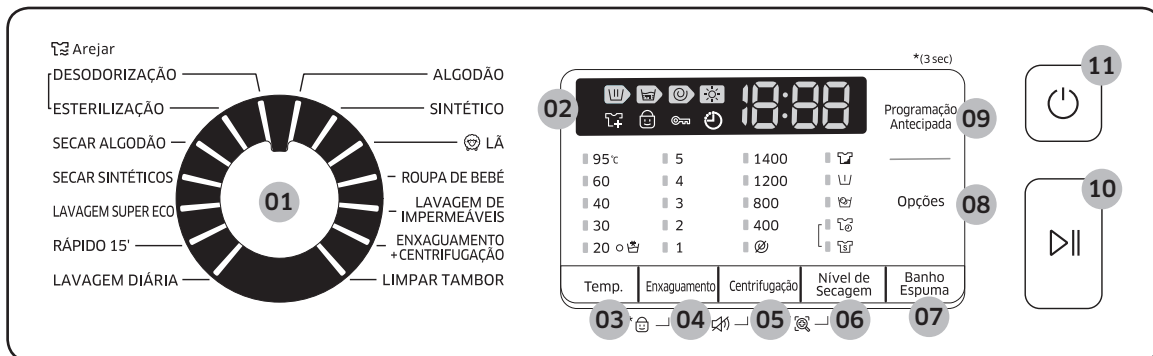 Arejar
DESODORIZAÇÃO
ESTERILIZAÇÃO
SECAR ALGODÃO
SECAR SINTÉTICOS
LAVAGEM SUPER ECO
RÁPIDO 15'
LAVAGEM DIÁRIA
01
ALGODÃO
SINTÉTICO
LÃ
ROUPA DE BEBÉ
LAVAGEM DE
IMPERMEÁVEIS
ENXAGUAMENTO
+CENTRIFUGAÇÃO
LIMPAR TAMBOR
02
18:88
95°c 5 1400
60 4 1200
40 3 800
30 2 400
20 1
Temp. Enxaguamento Centrifugação Nível de
Secagem
Banho
Espuma
03 * 04 05 06 07
*(3 sec)
Programação
Antecipada
09
Opções
08
11
10